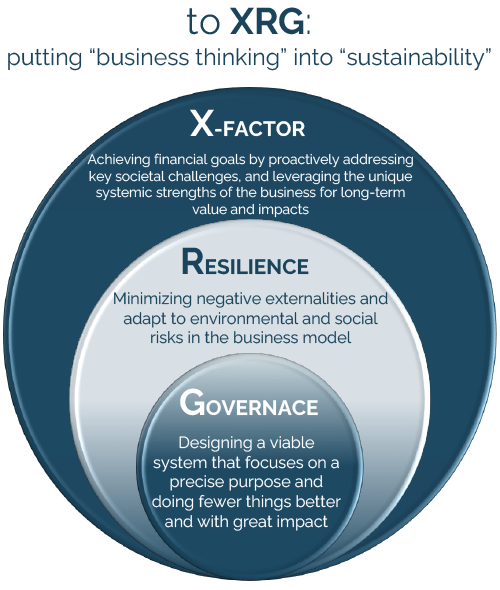 to XRG:
putting “business thinking” into “sustainability”
X-FACTOR
Achieving financial goals by proactively addressing
key societal challenges, and leveraging the unique
systemic strengths of the business for long-term
value and impacts
RESILIENCE
Minimizing negative externalities and
adapt to environmental and social
risks in the business model
GOVERNACE
Designing a viable
system that focuses on a
precise purpose and
doing fewer things better
and with great impact